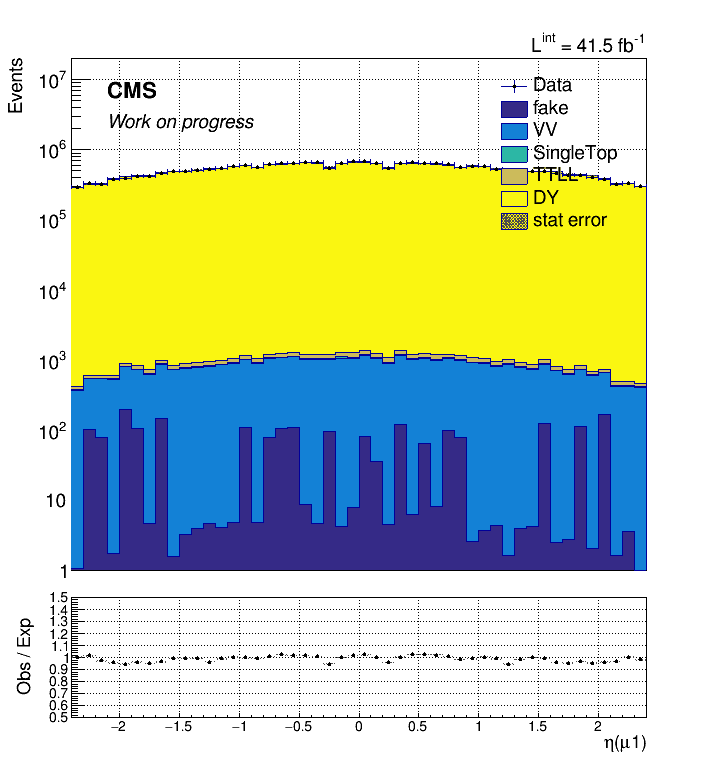 L^int = 41.5 fb^-1
Events
CMS
Work on progress
Data
fake
VV
SingleTop
TTLL
DY
stat error
10^7
10^6
10^5
10^4
10^3
10^2
10
1
Obs / Exp
1.5
1.4
1.3
1.2
1.1
1
0.9
0.8
0.7
0.6
0.5
−2 −1.5 −1 −0.5 0 0.5 1 1.5 2
η(μ1)